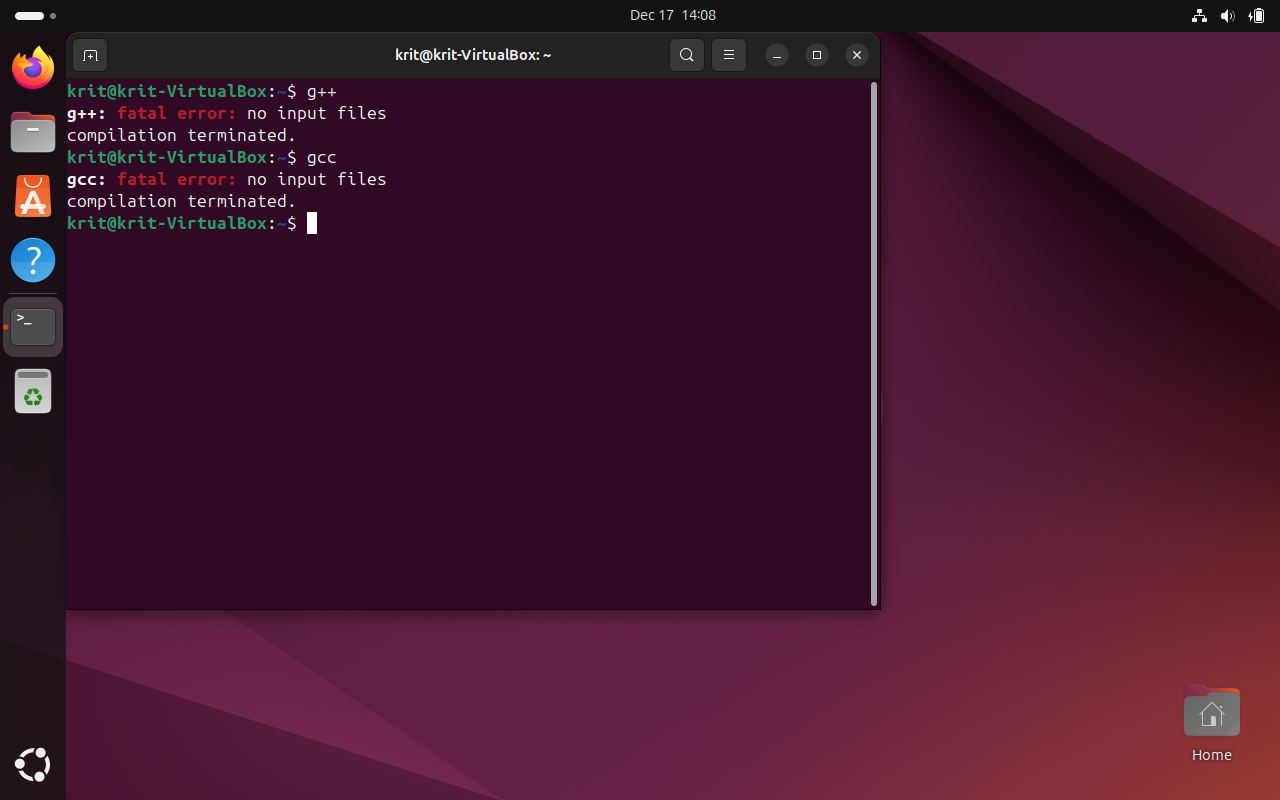 Dec 17 14:08
krit@krit-VirtualBox: ~
krit@krit-VirtualBox:~$ g++
g++: fatal error: no input files
compilation terminated.
krit@krit-VirtualBox:~$ gcc
gcc: fatal error: no input files
compilation terminated.
krit@krit-VirtualBox:~$
Home